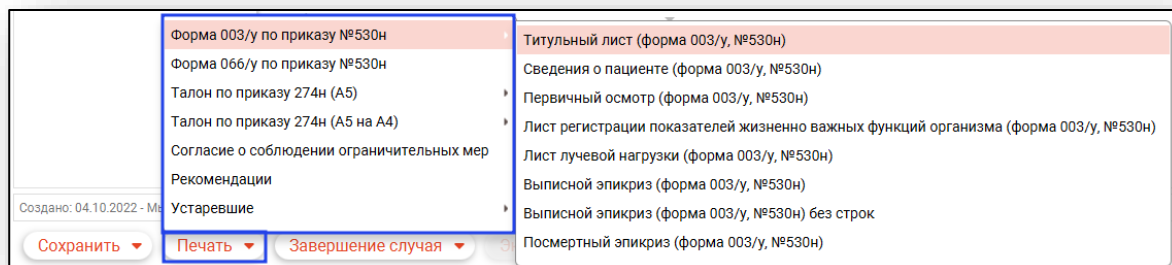 Форма 003/у по приказу №530н
Форма 066/у по приказу №530н
Талон по приказу 274н (А5)
Талон по приказу 274н (А5 на А4)
Согласие о соблюдении ограничительных мер
Рекомендации
Устаревшие
Титульный лист (форма 003/у, №530н)
Сведения о пациенте (форма 003/у, №530н)
Первичный осмотр (форма 003/у, №530н)
Лист регистрации показателей жизненно важных функций организма (форма 003/у, №530н)
Лист лучевой нагрузки (форма 003/у, №530н)
Выписной эпикриз (форма 003/у, №530н)
Выписной эпикриз (форма 003/у, №530н) без строк
Посмертный эпикриз (форма 003/у, №530н)
Создано: 04.10.2022 -
Сохранить
Печать
Завершение случая